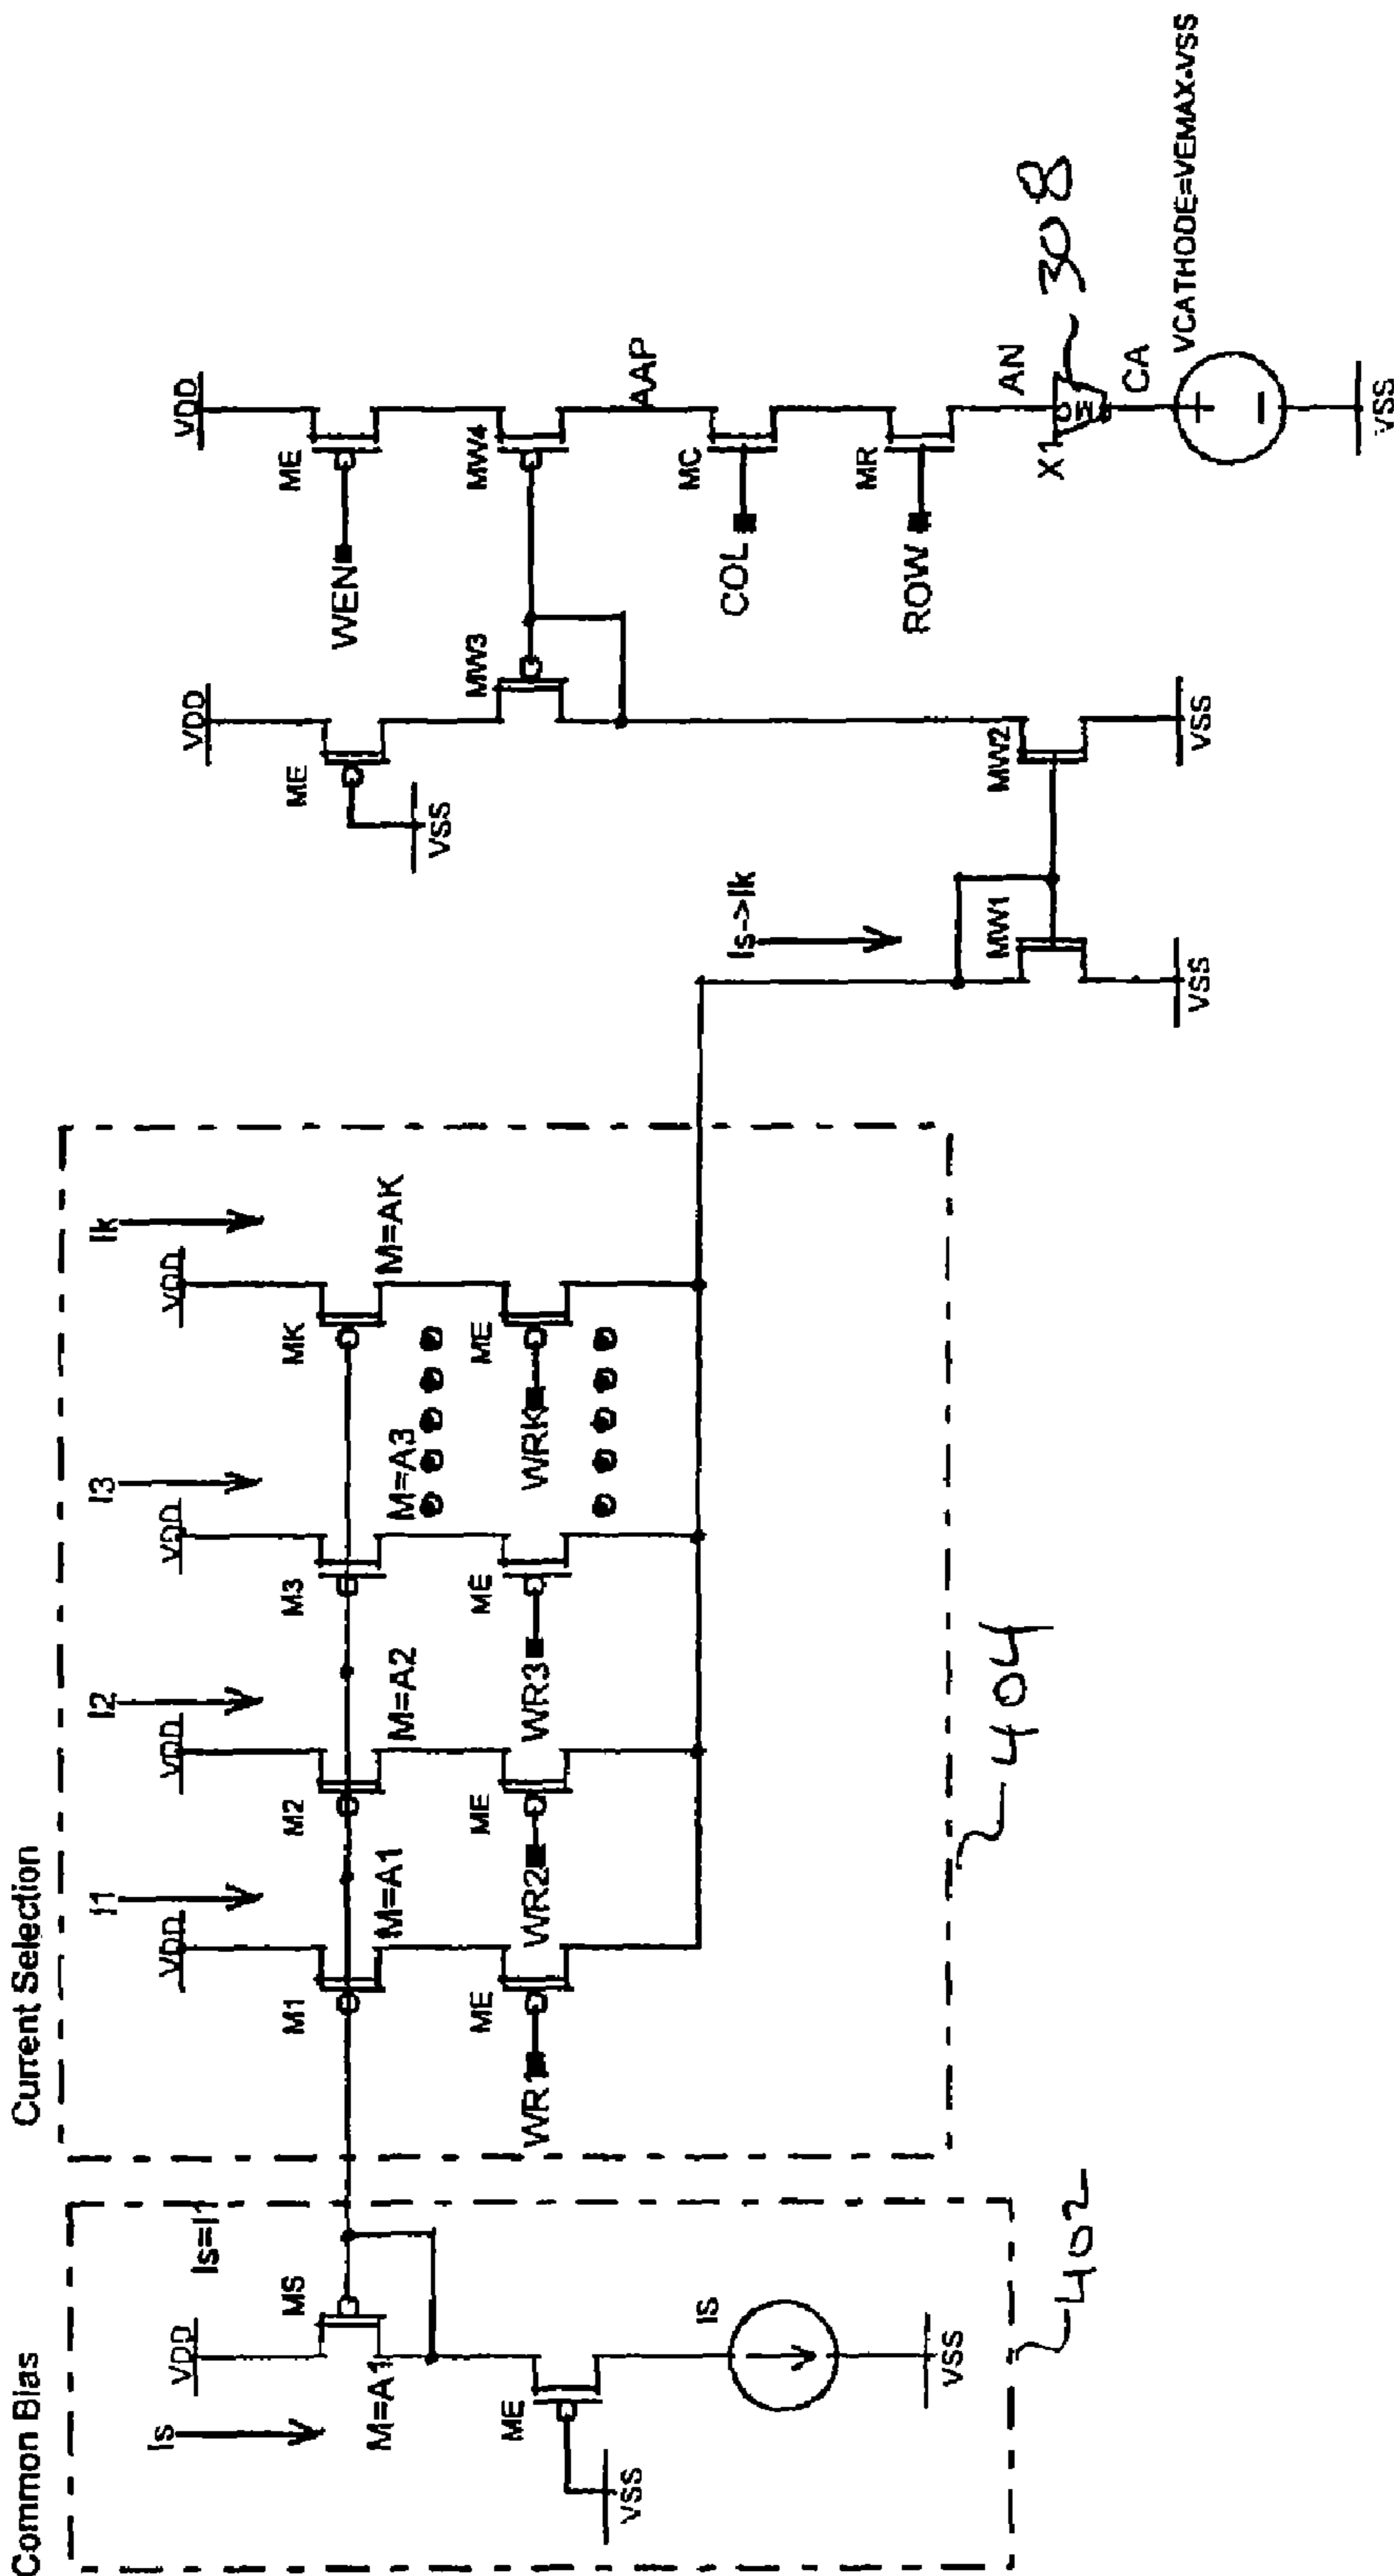 Common Bias
Is
VDD
MS
Is=I1
M=A1
ME
VSS
IS
VSS
402
Current Selection
I1
I2
I3
Ik
VDD
VDD
VDD
VDD
M1
M=A1
M2
M=A2
M3
M=A3
MK
M=AK
ME
ME
ME
ME
WR1
WR2
WR3
WRK
404
Is->Ik
MW1
VSS
MW2
VSS
VDD
ME
VSS
MW3
VDD
ME
WEN
MW4
AAP
MC
COL
MR
ROW
AN
X1
MC
308
CA
VCATHODE=VEMAX-VSS
VSS